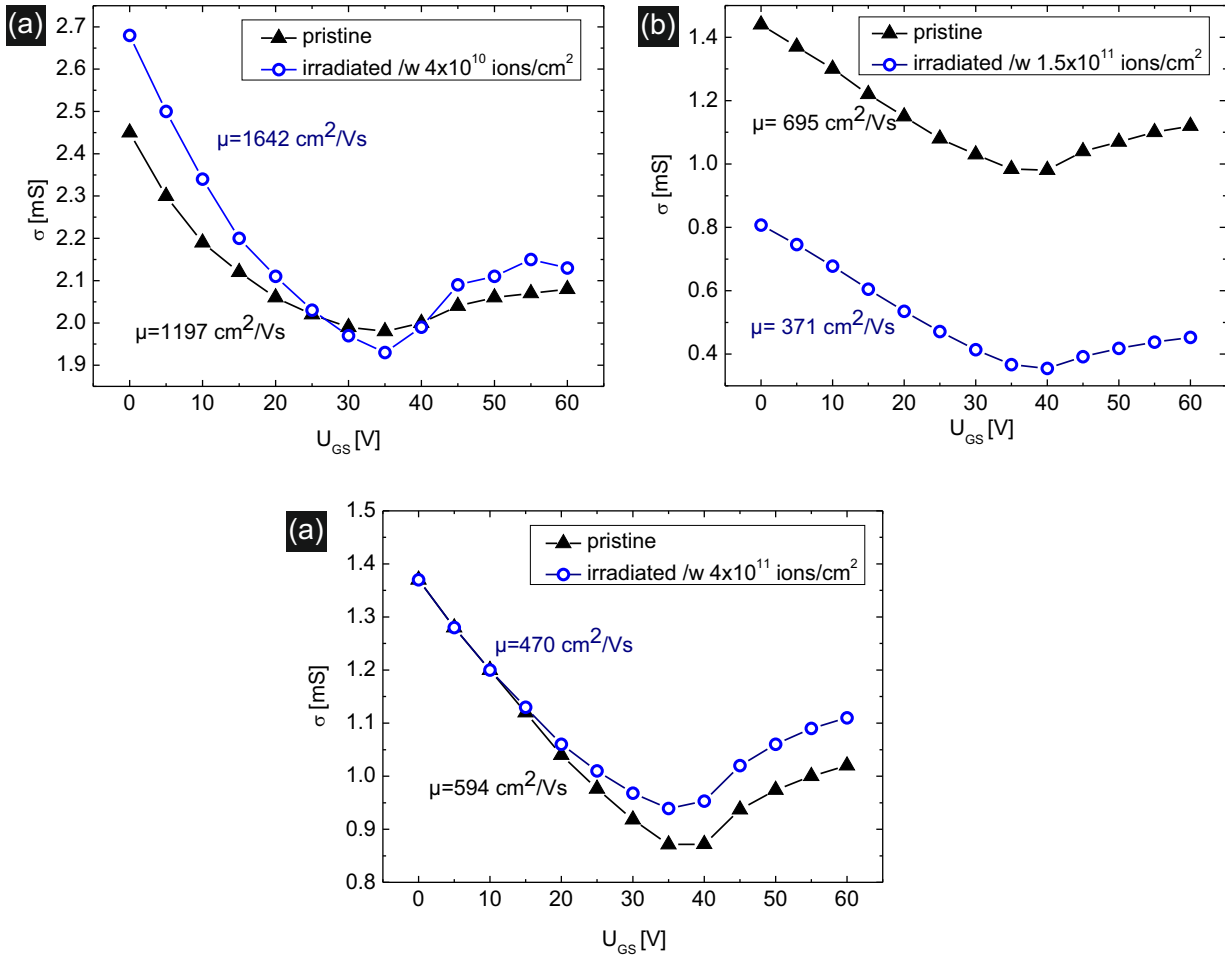 (a)
pristine
irradiated /w 4x10^10 ions/cm^2
μ=1642 cm^2/Vs
μ=1197 cm^2/Vs
2.7
2.6
2.5
2.4
2.3
2.2
2.1
2.0
1.9
σ [mS]
0 10 20 30 40 50 60
U_GS [V]
(b)
pristine
irradiated /w 1.5x10^11 ions/cm^2
μ= 695 cm^2/Vs
μ= 371 cm^2/Vs
1.4
1.2
1.0
0.8
0.6
0.4
σ [mS]
0 10 20 30 40 50 60
U_GS [V]
(a)
pristine
irradiated /w 4x10^11 ions/cm^2
μ=470 cm^2/Vs
μ=594 cm^2/Vs
1.5
1.4
1.3
1.2
1.1
1.0
0.9
0.8
σ [mS]
0 10 20 30 40 50 60
U_GS [V]